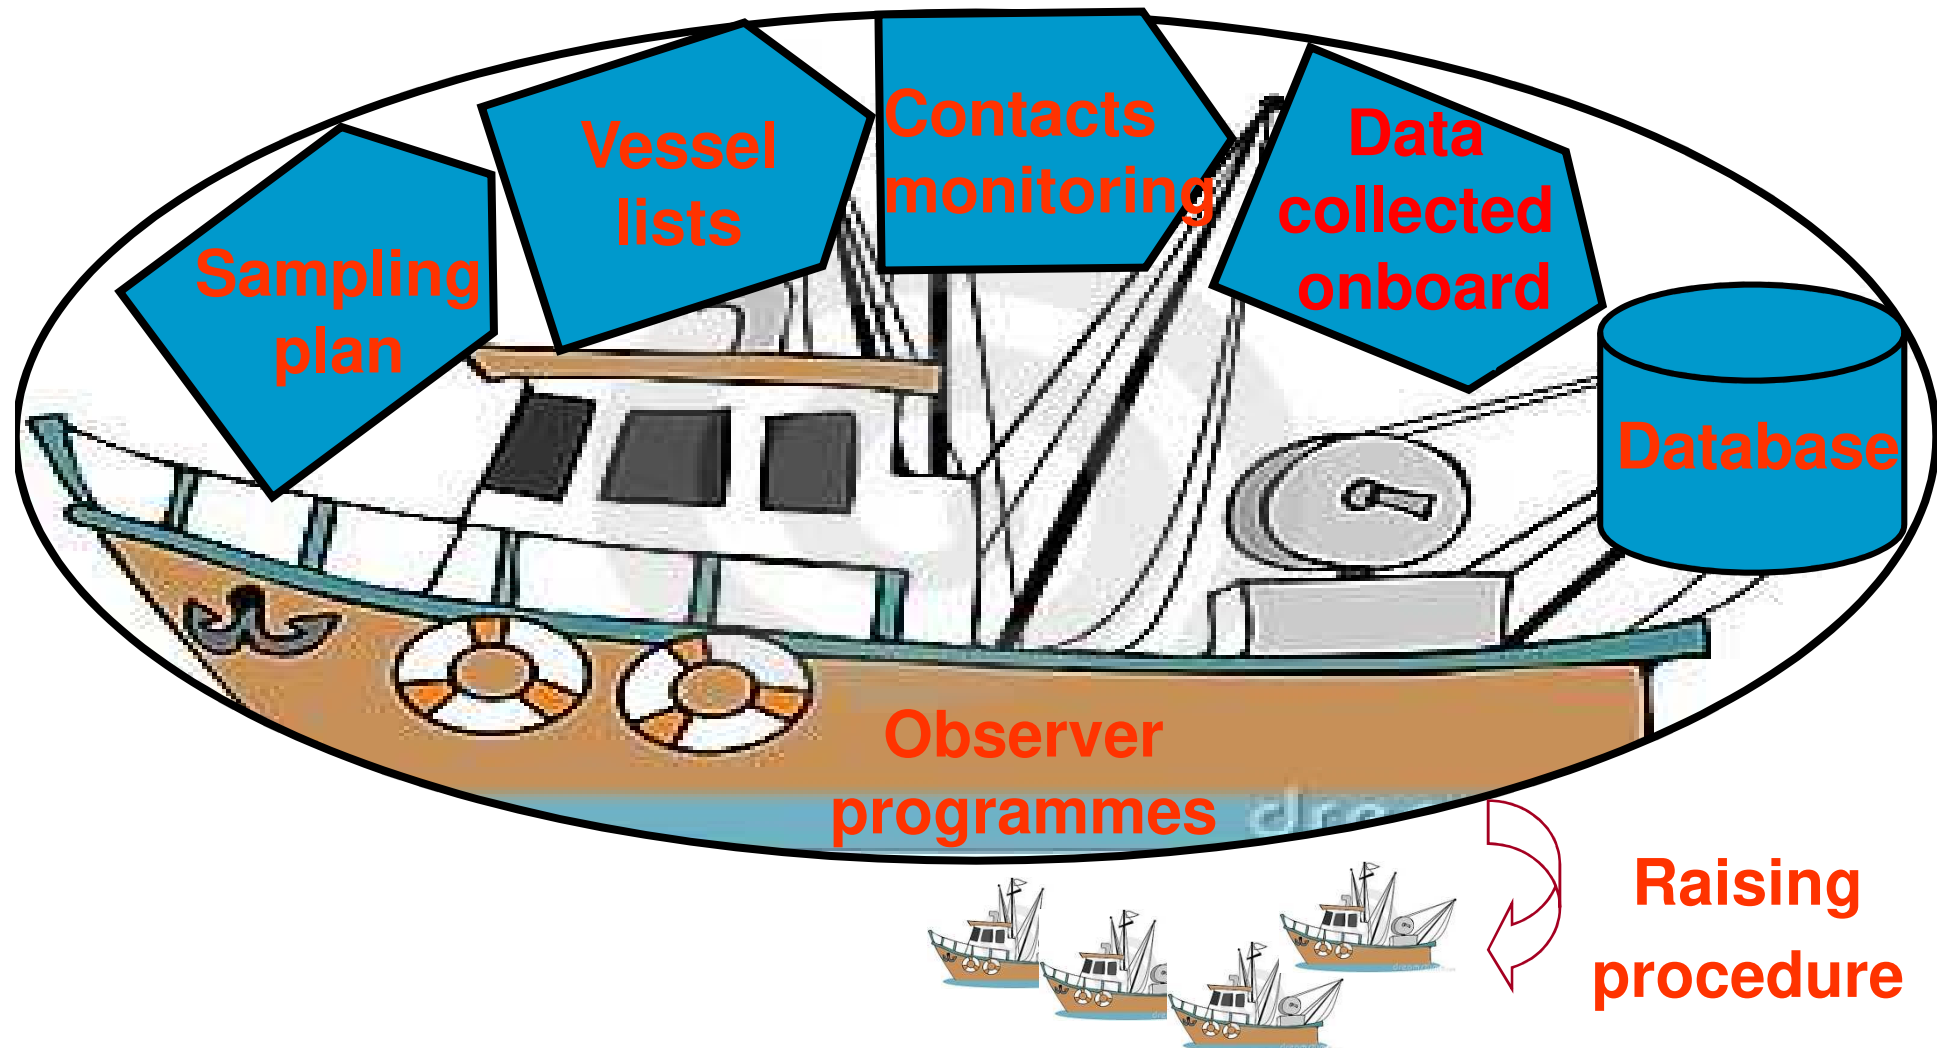 Sampling
plan
Vessel
lists
Contacts
monitoring
Data
collected
onboard
Database
Observer
programmes
Raising
procedure